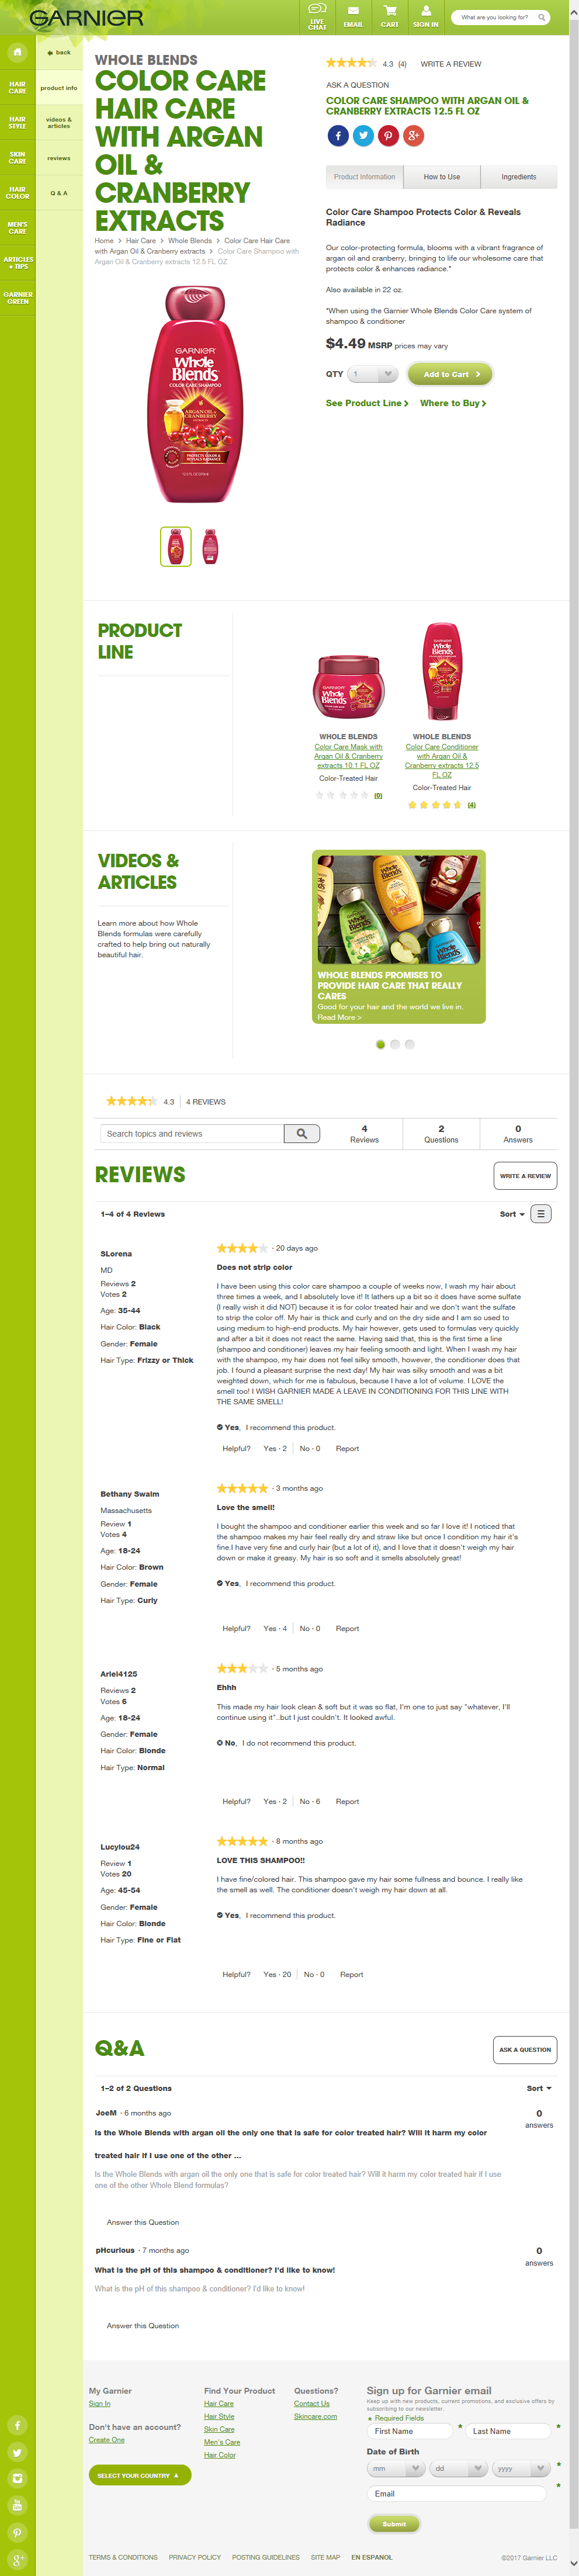 GARNIER
LIVE CHAT
EMAIL
CART
SIGN IN
What are you looking for?
back
product info
videos & articles
reviews
Q & A
HAIR CARE
HAIR STYLE
SKIN CARE
HAIR COLOR
MEN'S CARE
ARTICLES + TIPS
GARNIER GREEN
WHOLE BLENDS
COLOR CARE
HAIR CARE
WITH ARGAN
OIL &
CRANBERRY
EXTRACTS
Home > Hair Care > Whole Blends > Color Care Hair Care
with Argan Oil & Cranberry extracts > Color Care Shampoo with
Argan Oil & Cranberry extracts 12.5 FL OZ
GARNIER
Whole
Blends
COLOR CARE SHAMPOO
ARGAN OIL &
CRANBERRY
EXTRACTS
PROTECTS COLOR &
REVEALS RADIANCE
4.3 (4) WRITE A REVIEW
ASK A QUESTION
COLOR CARE SHAMPOO WITH ARGAN OIL &
CRANBERRY EXTRACTS 12.5 FL OZ
Product Information
How to Use
Ingredients
Color Care Shampoo Protects Color & Reveals
Radiance
Our color-protecting formula, blooms with a vibrant fragrance of
argan oil and cranberry, bringing to life our wholesome care that
protects color & enhances radiance.*
Also available in 22 oz.
*When using the Garnier Whole Blends Color Care system of
shampoo & conditioner
$4.49 MSRP prices may vary
QTY 1 Add to Cart >
See Product Line > Where to Buy >
PRODUCT
LINE
WHOLE BLENDS
Color Care Mask with
Argan Oil & Cranberry
extracts 10.1 FL OZ
Color-Treated Hair
(0)
WHOLE BLENDS
Color Care Conditioner
with Argan Oil &
Cranberry extracts 12.5
FL OZ
Color-Treated Hair
(4)
VIDEOS &
ARTICLES
Learn more about how Whole
Blends formulas were carefully
crafted to help bring out naturally
beautiful hair.
WHOLE BLENDS PROMISES TO
PROVIDE HAIR CARE THAT REALLY
CARES
Good for your hair and the world we live in.
Read More >
4.3 4 REVIEWS
Search topics and reviews
4
Reviews
2
Questions
0
Answers
REVIEWS
WRITE A REVIEW
1–4 of 4 Reviews
Sort
SLorena
MD
Reviews 2
Votes 2
Age: 35-44
Hair Color: Black
Gender: Female
Hair Type: Frizzy or Thick
· 20 days ago
Does not strip color
I have been using this color care shampoo a couple of weeks now, I wash my hair about
three times a week, and I absolutely love it! It lathers up a bit so it does have some sulfate
(I really wish it did NOT) because it is for color treated hair and we don't want the sulfate
to strip the color off. My hair is thick and curly and on the dry side and I am so used to
using medium to high-end products. My hair however, gets used to formulas very quickly
and after a bit it does not react the same. Having said that, this is the first time a line
(shampoo and conditioner) leaves my hair feeling smooth and light. When I wash my hair
with the shampoo, my hair does not feel silky smooth, however, the conditioner does that
job. I found a pleasant surprise the next day! My hair was silky smooth and was a bit
weighted down, which for me is fabulous, because I have a lot of volume. I LOVE the
smell too! I WISH GARNIER MADE A LEAVE IN CONDITIONING FOR THIS LINE WITH
THE SAME SMELL!
Yes, I recommend this product.
Helpful? Yes · 2 No · 0 Report
Bethany Swaim
Massachusetts
Review 1
Votes 4
Age: 18-24
Hair Color: Brown
Gender: Female
Hair Type: Curly
· 3 months ago
Love the smell!
I bought the shampoo and conditioner earlier this week and so far I love it! I noticed that
the shampoo makes my hair feel really dry and straw like but once I condition my hair it's
fine.I have very fine and curly hair (but a lot of it), and I love that it doesn't weigh my hair
down or make it greasy. My hair is so soft and it smells absolutely great!
Yes, I recommend this product.
Helpful? Yes · 4 No · 0 Report
Ariel4125
Reviews 2
Votes 6
Age: 18-24
Gender: Female
Hair Color: Blonde
Hair Type: Normal
· 5 months ago
Ehhh
This made my hair look clean & soft but it was so flat, I'm one to just say "whatever, I'll
continue using it"..but I just couldn't. It looked awful.
No, I do not recommend this product.
Helpful? Yes · 2 No · 6 Report
Lucylou24
Review 1
Votes 20
Age: 45-54
Gender: Female
Hair Color: Blonde
Hair Type: Fine or Flat
· 8 months ago
LOVE THIS SHAMPOO!!
I have fine/colored hair. This shampoo gave my hair some fullness and bounce. I really like
the smell as well. The conditioner doesn't weigh my hair down at all.
Yes, I recommend this product.
Helpful? Yes · 20 No · 0 Report
Q&A
ASK A QUESTION
1–2 of 2 Questions
Sort
JoeM · 6 months ago
0
answers
Is the Whole Blends with argan oil the only one that is safe for color treated hair? Will it harm my color
treated hair if I use one of the other ...
Is the Whole Blends with argan oil the only one that is safe for color treated hair? Will it harm my color treated hair if I use
one of the other Whole Blend formulas?
Answer this Question
pHcurious · 7 months ago
0
answers
What is the pH of this shampoo & conditioner? I'd like to know!
What is the pH of this shampoo & conditioner? I'd like to know!
Answer this Question
My Garnier
Sign In
Don't have an account?
Create One
SELECT YOUR COUNTRY
Find Your Product
Hair Care
Hair Style
Skin Care
Men's Care
Hair Color
Questions?
Contact Us
Skincare.com
Sign up for Garnier email
Keep up with new products, current promotions, and exclusive offers by
subscribing to our newsletter.
Required Fields
First Name * Last Name *
Date of Birth
mm dd yyyy *
Email *
Submit
TERMS & CONDITIONS PRIVACY POLICY POSTING GUIDELINES SITE MAP EN ESPANOL
©2017 Garnier LLC